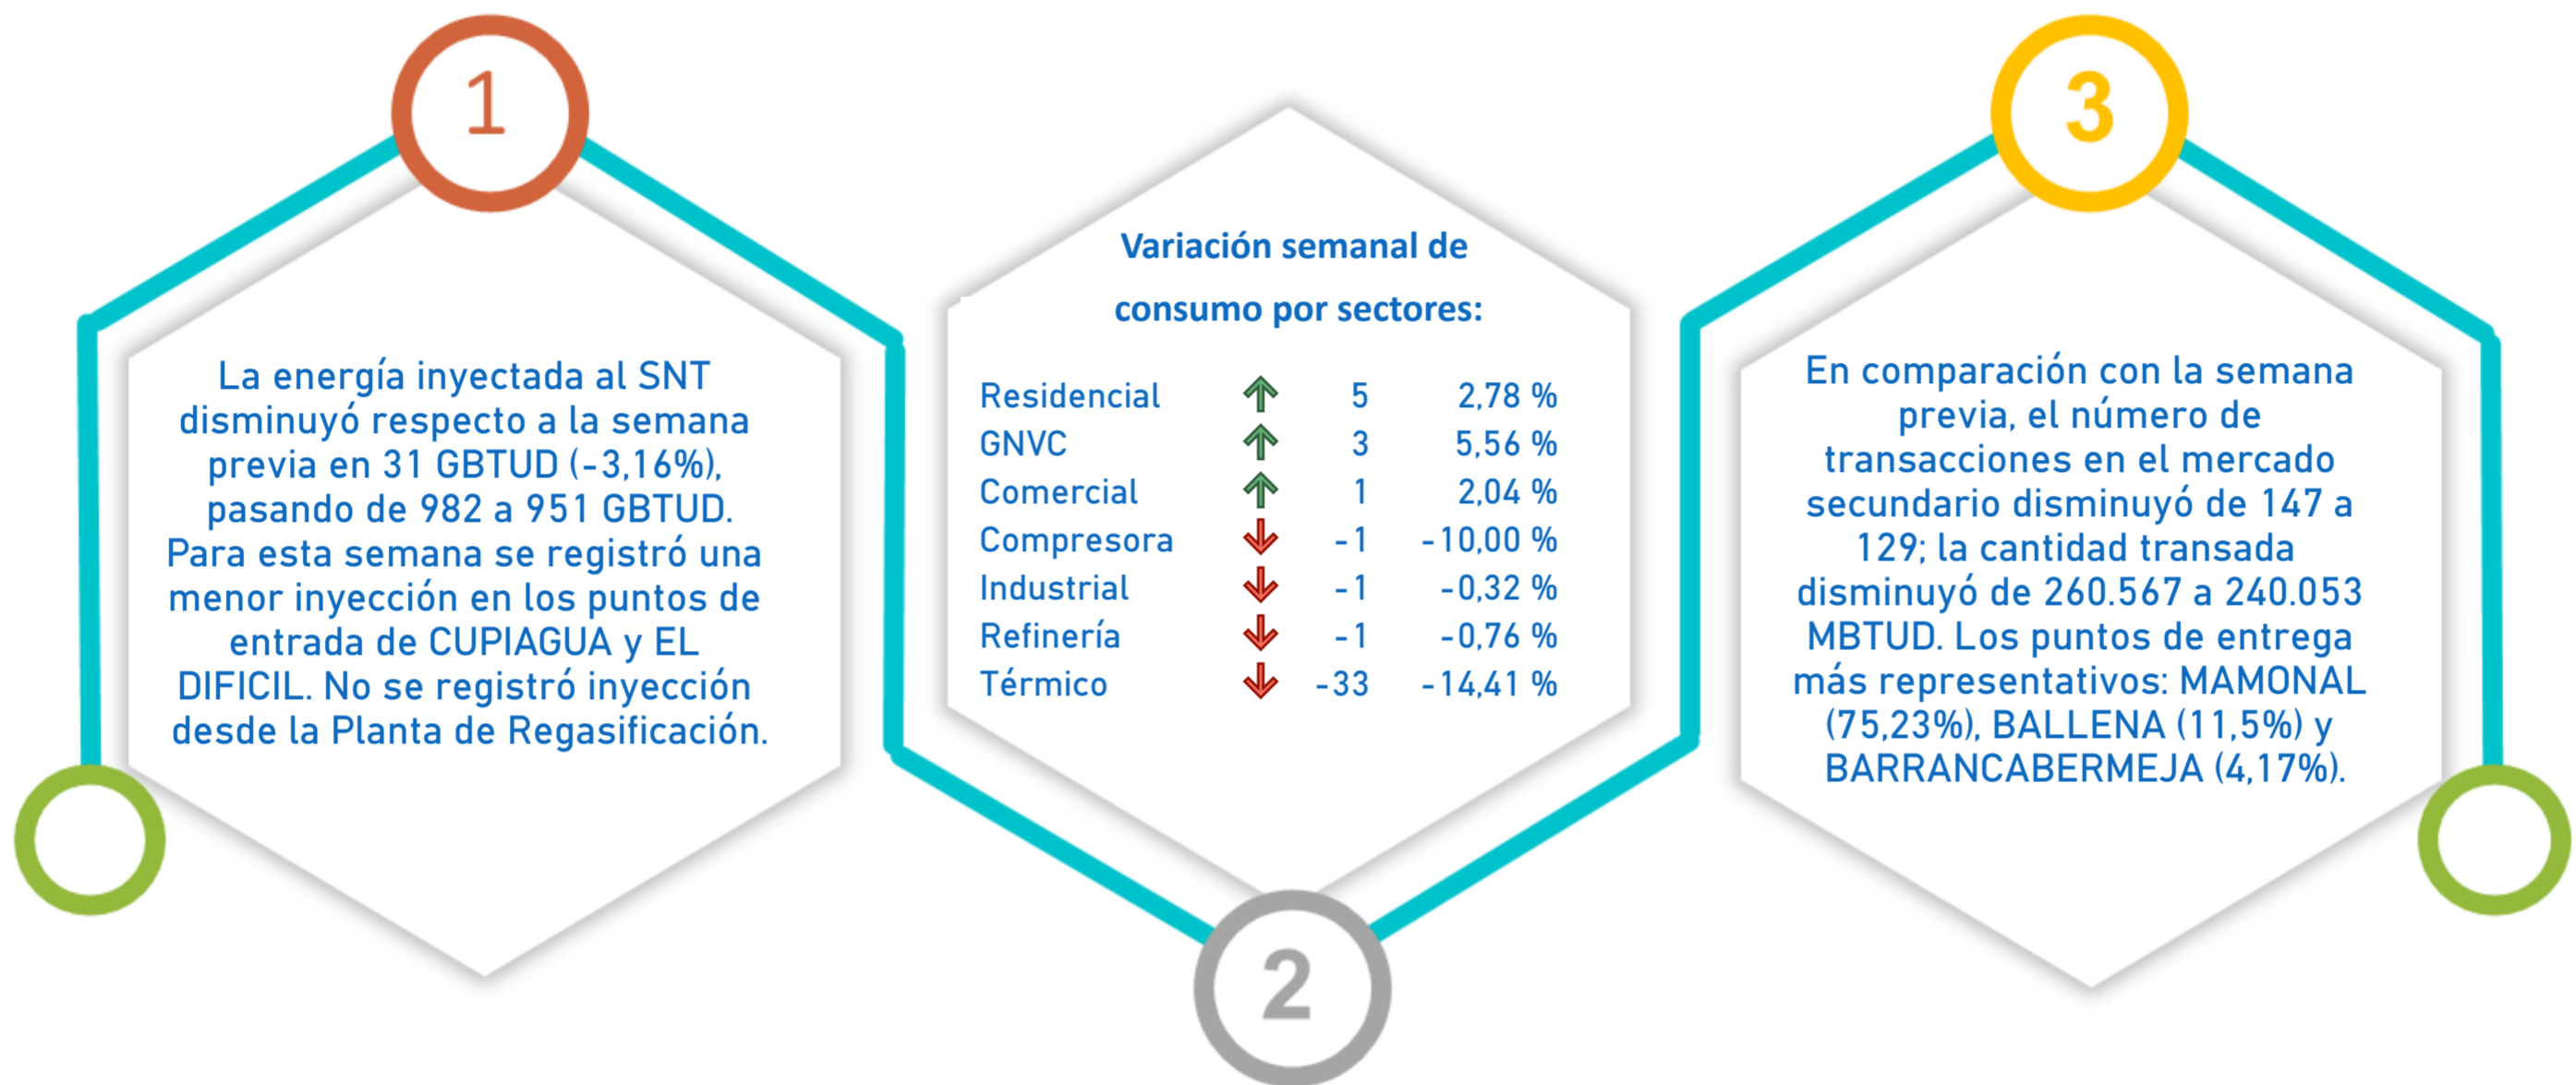 1
La energía inyectada al SNT
disminuyó respecto a la semana
previa en 31 GBTUD (-3,16%),
pasando de 982 a 951 GBTUD.
Para esta semana se registró una
menor inyección en los puntos de
entrada de CUPIAGUA y EL
DIFICIL. No se registró inyección
desde la Planta de Regasificación.
Variación semanal de
consumo por sectores:
Residencial 5 2,78 %
GNVC 3 5,56 %
Comercial 1 2,04 %
Compresora -1 -10,00 %
Industrial -1 -0,32 %
Refinería -1 -0,76 %
Térmico -33 -14,41 %
2
3
En comparación con la semana
previa, el número de
transacciones en el mercado
secundario disminuyó de 147 a
129; la cantidad transada
disminuyó de 260.567 a 240.053
MBTUD. Los puntos de entrega
más representativos: MAMONAL
(75,23%), BALLENA (11,5%) y
BARRANCABERMEJA (4,17%).